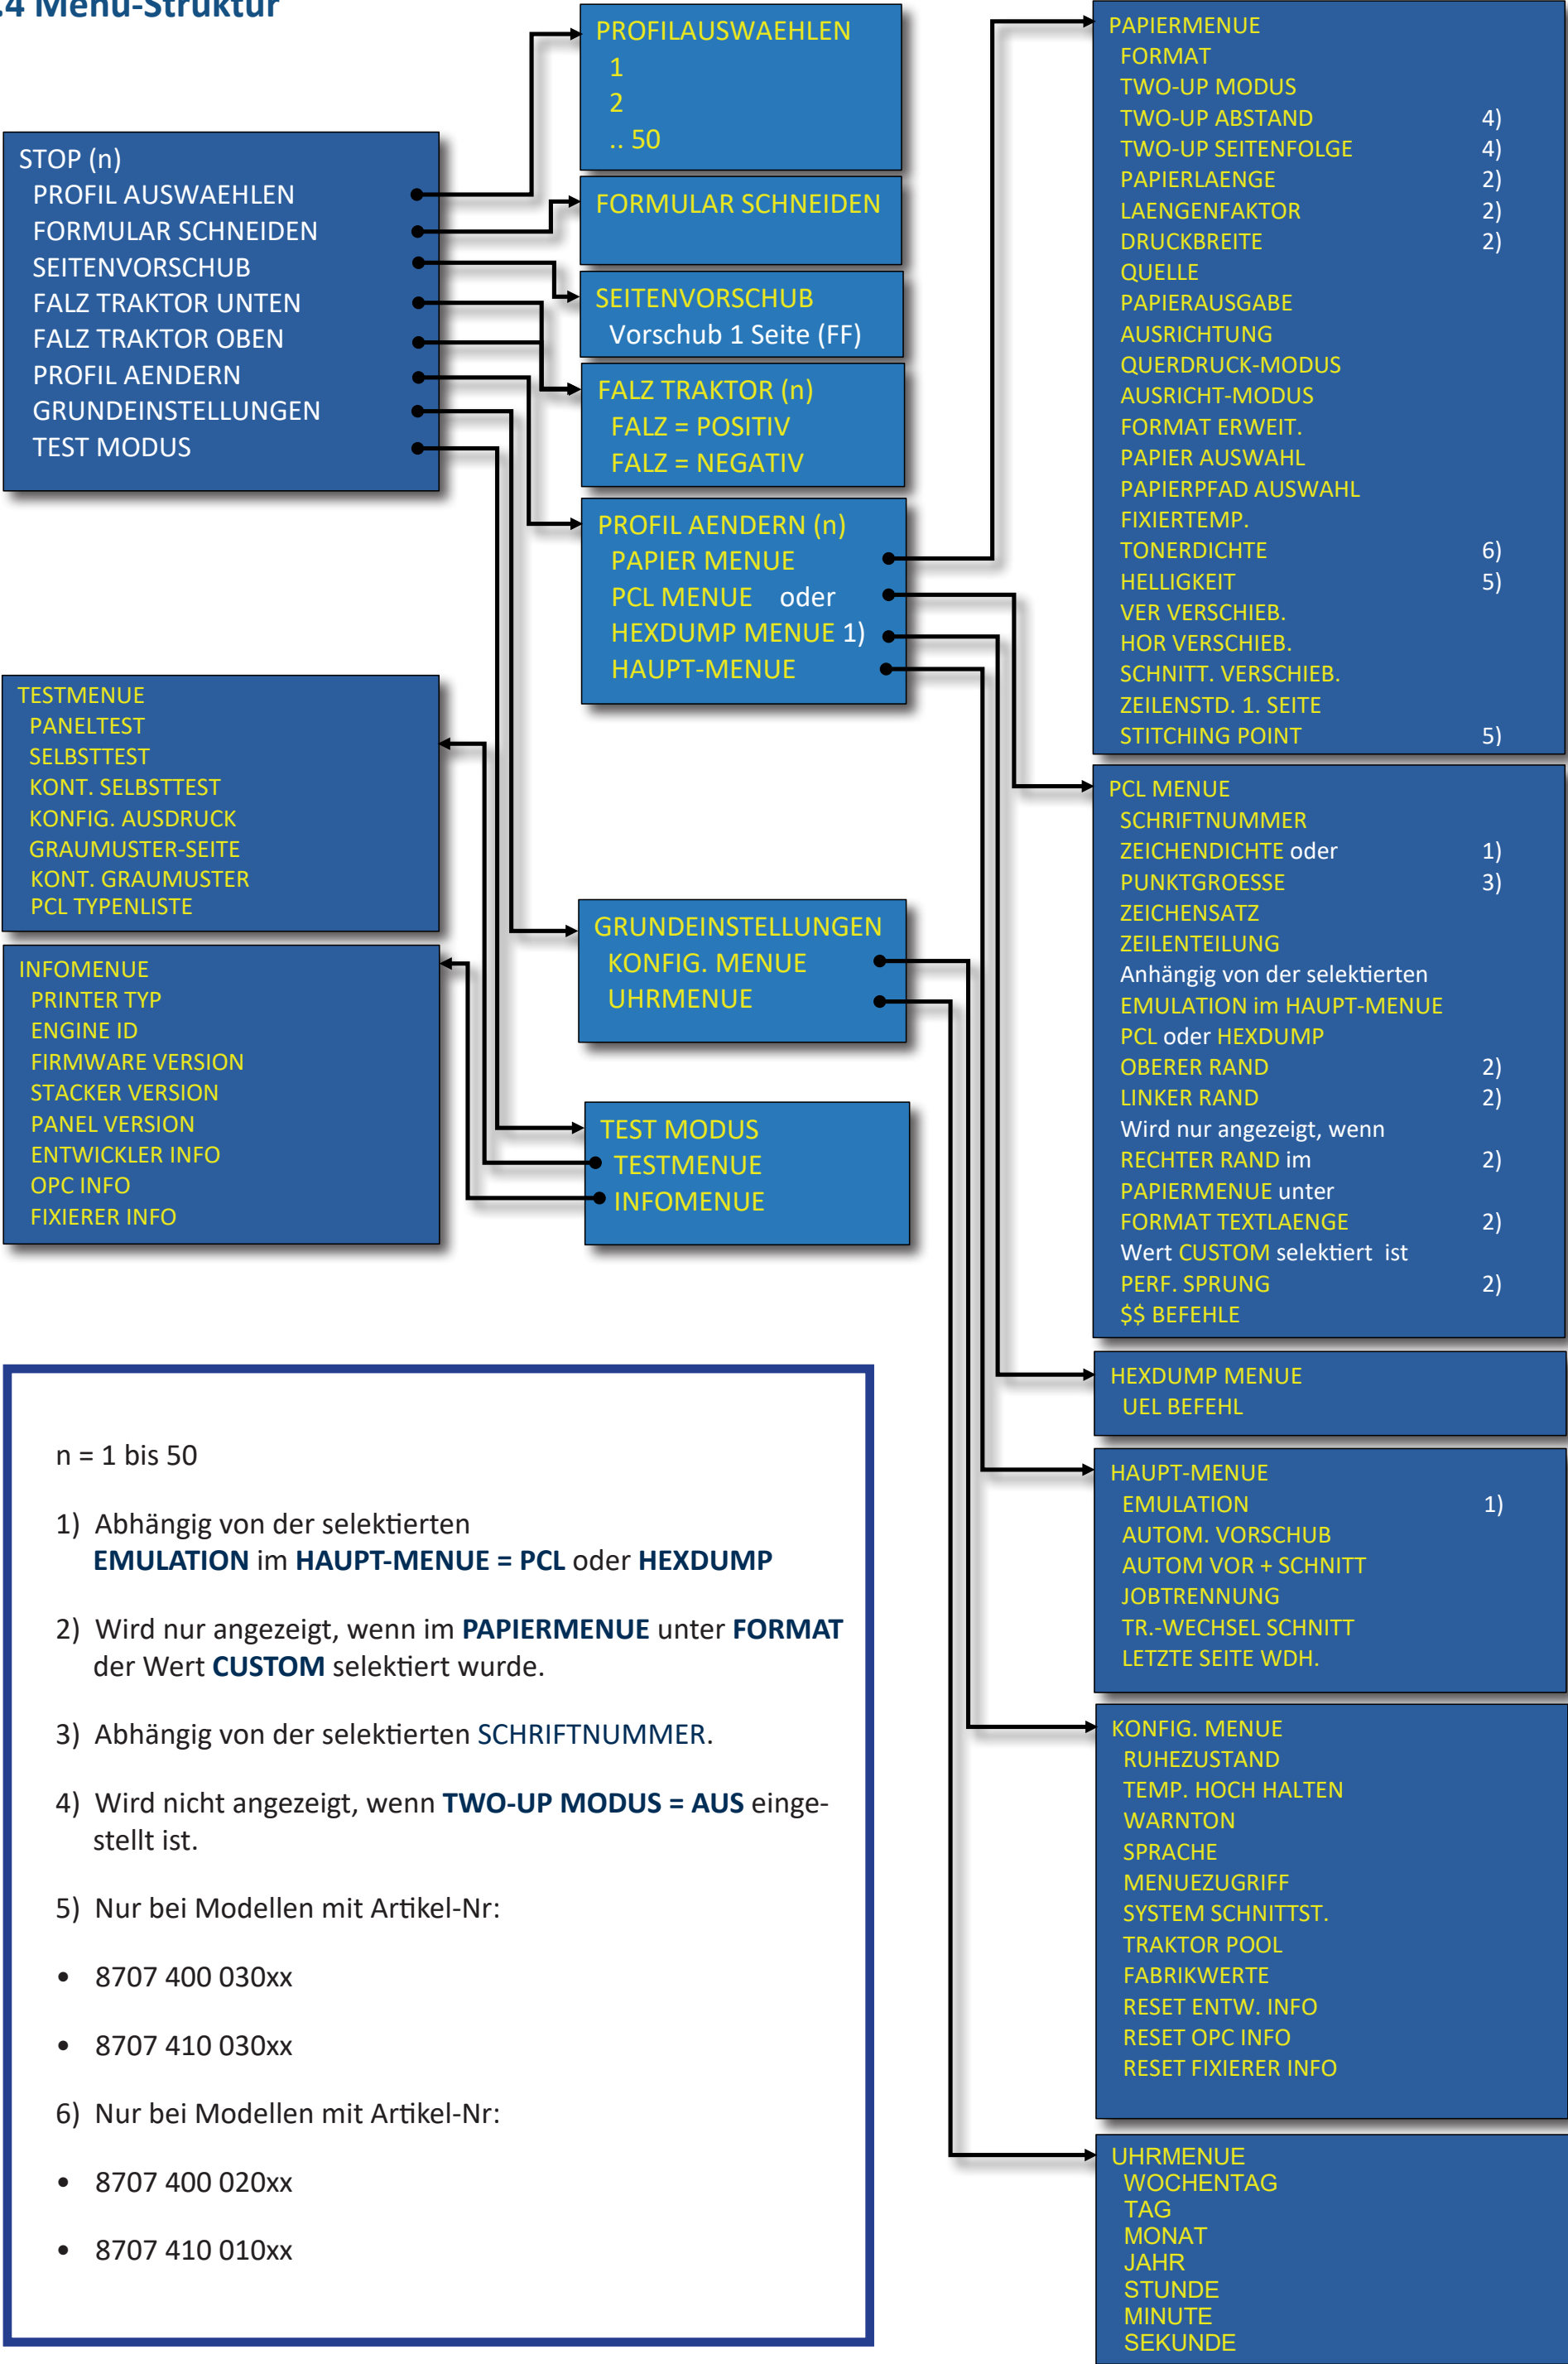 .4 Menü-Struktur
STOP (n)
PROFIL AUSWAEHLEN
FORMULAR SCHNEIDEN
SEITENVORSCHUB
FALZ TRAKTOR UNTEN
FALZ TRAKTOR OBEN
PROFIL AENDERN
GRUNDEINSTELLUNGEN
TEST MODUS
TESTMENUE
PANELTEST
SELBSTTEST
KONT. SELBSTTEST
KONFIG. AUSDRUCK
GRAUMUSTER-SEITE
KONT. GRAUMUSTER
PCL TYPENLISTE
INFOMENUE
PRINTER TYP
ENGINE ID
FIRMWARE VERSION
STACKER VERSION
PANEL VERSION
ENTWICKLER INFO
OPC INFO
FIXIERER INFO
PROFILAUSWAEHLEN
1
2
.. 50
FORMULAR SCHNEIDEN
SEITENVORSCHUB
Vorschub 1 Seite (FF)
FALZ TRAKTOR (n)
FALZ = POSITIV
FALZ = NEGATIV
PROFIL AENDERN (n)
PAPIER MENUE
PCL MENUE oder
HEXDUMP MENUE 1)
HAUPT-MENUE
GRUNDEINSTELLUNGEN
KONFIG. MENUE
UHRMENUE
TEST MODUS
TESTMENUE
INFOMENUE
PAPIERMENUE
FORMAT
TWO-UP MODUS
TWO-UP ABSTAND 4)
TWO-UP SEITENFOLGE 4)
PAPIERLAENGE 2)
LAENGENFAKTOR 2)
DRUCKBREITE 2)
QUELLE
PAPIERAUSGABE
AUSRICHTUNG
QUERDRUCK-MODUS
AUSRICHT-MODUS
FORMAT ERWEIT.
PAPIER AUSWAHL
PAPIERPFAD AUSWAHL
FIXIERTEMP.
TONERDICHTE 6)
HELLIGKEIT 5)
VER VERSCHIEB.
HOR VERSCHIEB.
SCHNITT. VERSCHIEB.
ZEILENSTD. 1. SEITE
STITCHING POINT 5)
PCL MENUE
SCHRIFTNUMMER
ZEICHENDICHTE oder 1)
PUNKTGROESSE 3)
ZEICHENSATZ
ZEILENTEILUNG
Anhängig von der selektierten
EMULATION im HAUPT-MENUE
PCL oder HEXDUMP
OBERER RAND 2)
LINKER RAND 2)
Wird nur angezeigt, wenn
RECHTER RAND im 2)
PAPIERMENUE unter
FORMAT TEXTLAENGE 2)
Wert CUSTOM selektiert ist
PERF. SPRUNG 2)
$$ BEFEHLE
HEXDUMP MENUE
UEL BEFEHL
HAUPT-MENUE
EMULATION 1)
AUTOM. VORSCHUB
AUTOM VOR + SCHNITT
JOBTRENNUNG
TR.-WECHSEL SCHNITT
LETZTE SEITE WDH.
KONFIG. MENUE
RUHEZUSTAND
TEMP. HOCH HALTEN
WARNTON
SPRACHE
MENUEZUGRIFF
SYSTEM SCHNITTST.
TRAKTOR POOL
FABRIKWERTE
RESET ENTW. INFO
RESET OPC INFO
RESET FIXIERER INFO
UHRMENUE
WOCHENTAG
TAG
MONAT
JAHR
STUNDE
MINUTE
SEKUNDE
n = 1 bis 50
1) Abhängig von der selektierten
EMULATION im HAUPT-MENUE = PCL oder HEXDUMP
2) Wird nur angezeigt, wenn im PAPIERMENUE unter FORMAT
der Wert CUSTOM selektiert wurde.
3) Abhängig von der selektierten SCHRIFTNUMMER.
4) Wird nicht angezeigt, wenn TWO-UP MODUS = AUS einge-
stellt ist.
5) Nur bei Modellen mit Artikel-Nr:
• 8707 400 030xx
• 8707 410 030xx
6) Nur bei Modellen mit Artikel-Nr:
• 8707 400 020xx
• 8707 410 010xx